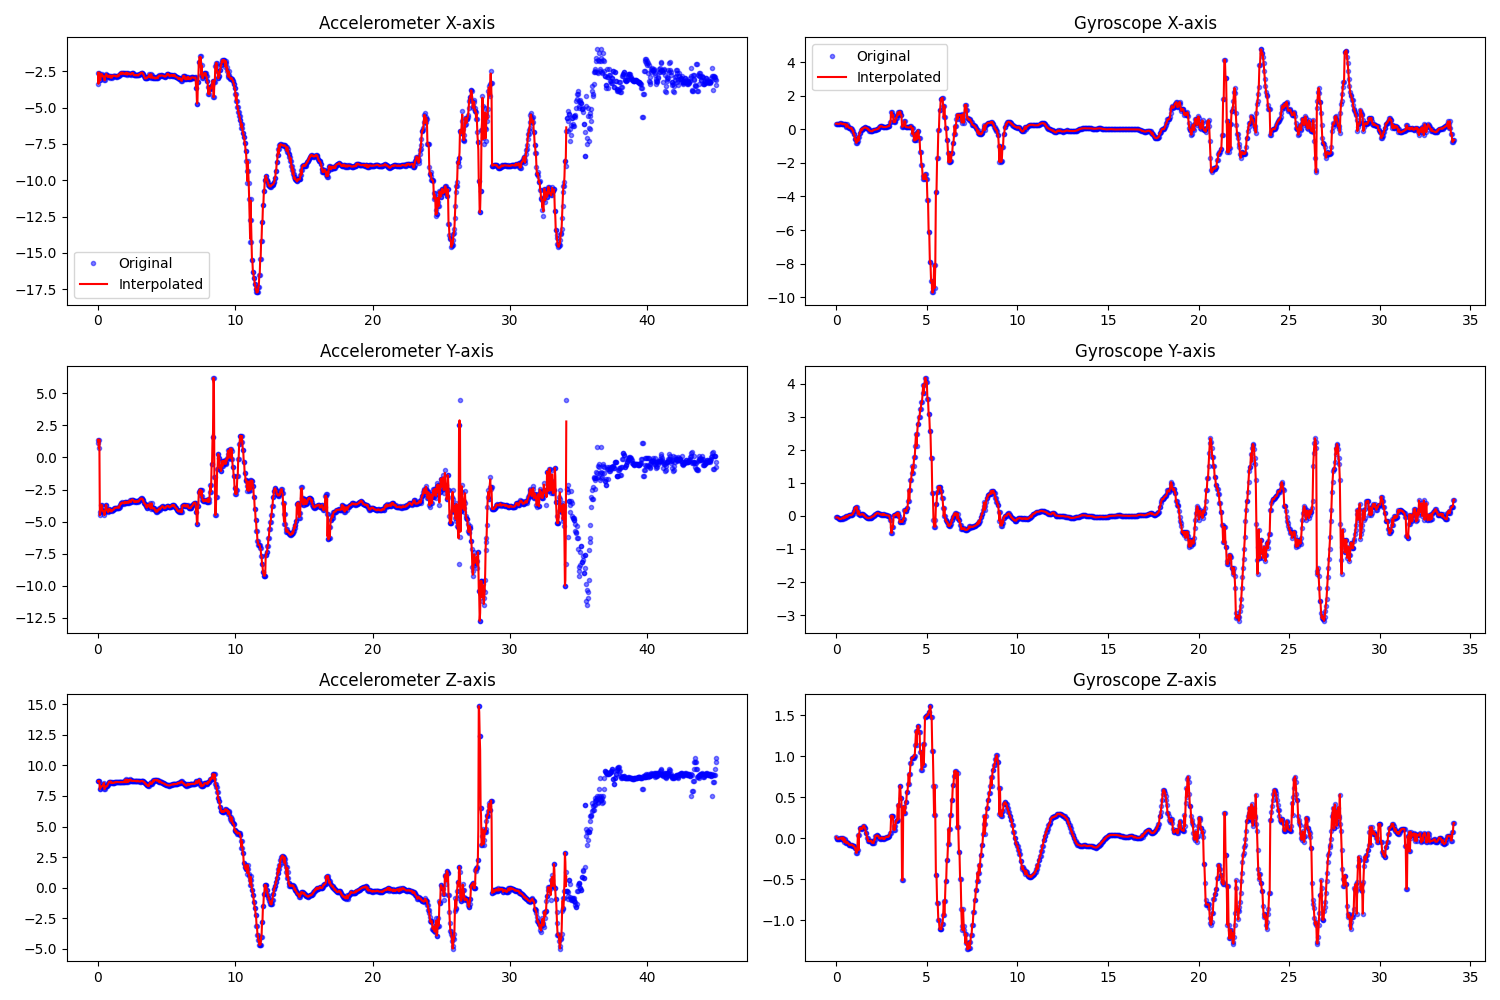 Accelerometer X-axis
−2.5
−5.0
−7.5
−10.0
−12.5
−15.0
−17.5
Original
Interpolated
0 10 20 30 40
Gyroscope X-axis
Original
Interpolated
4
2
0
−2
−4
−6
−8
−10
0 5 10 15 20 25 30 35
Accelerometer Y-axis
5.0
2.5
0.0
−2.5
−5.0
−7.5
−10.0
−12.5
0 10 20 30 40
Gyroscope Y-axis
4
3
2
1
0
−1
−2
−3
0 5 10 15 20 25 30 35
Accelerometer Z-axis
15.0
12.5
10.0
7.5
5.0
2.5
0.0
−2.5
−5.0
0 10 20 30 40
Gyroscope Z-axis
1.5
1.0
0.5
0.0
−0.5
−1.0
0 5 10 15 20 25 30 35